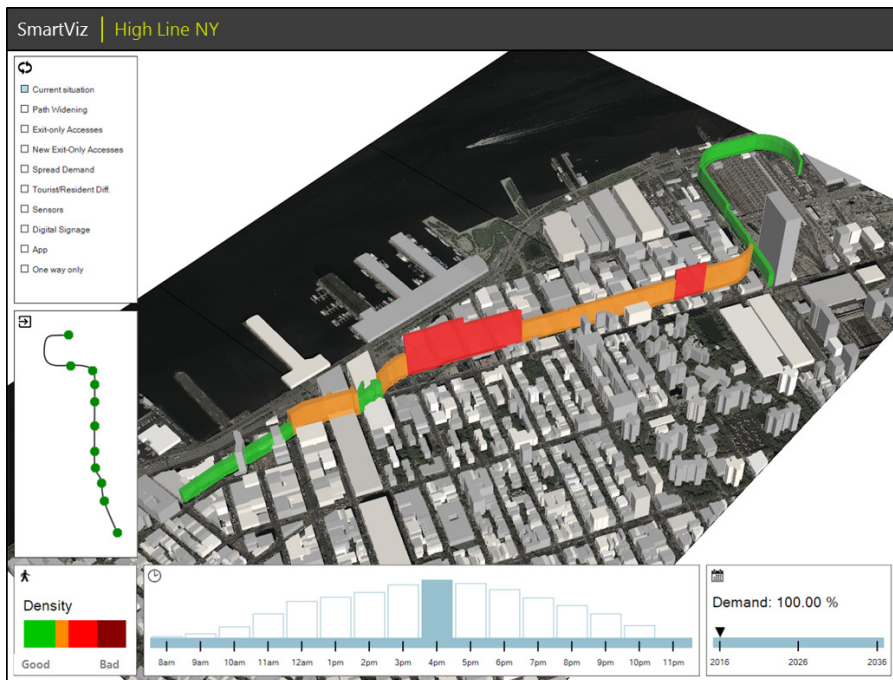 SmartViz | High Line NY
Current situation
Path Widening
Exit-only Accesses
New Exit-Only Accesses
Spread Demand
Tourist/Resident Diff.
Sensors
Digital Signage
App
One way only
Density
Good Bad
8am 9am 10am 11am 12am 1pm 2pm 3pm 4pm 5pm 6pm 7pm 8pm 9pm 10pm 11pm
Demand: 100.00 %
2016 2026 2036